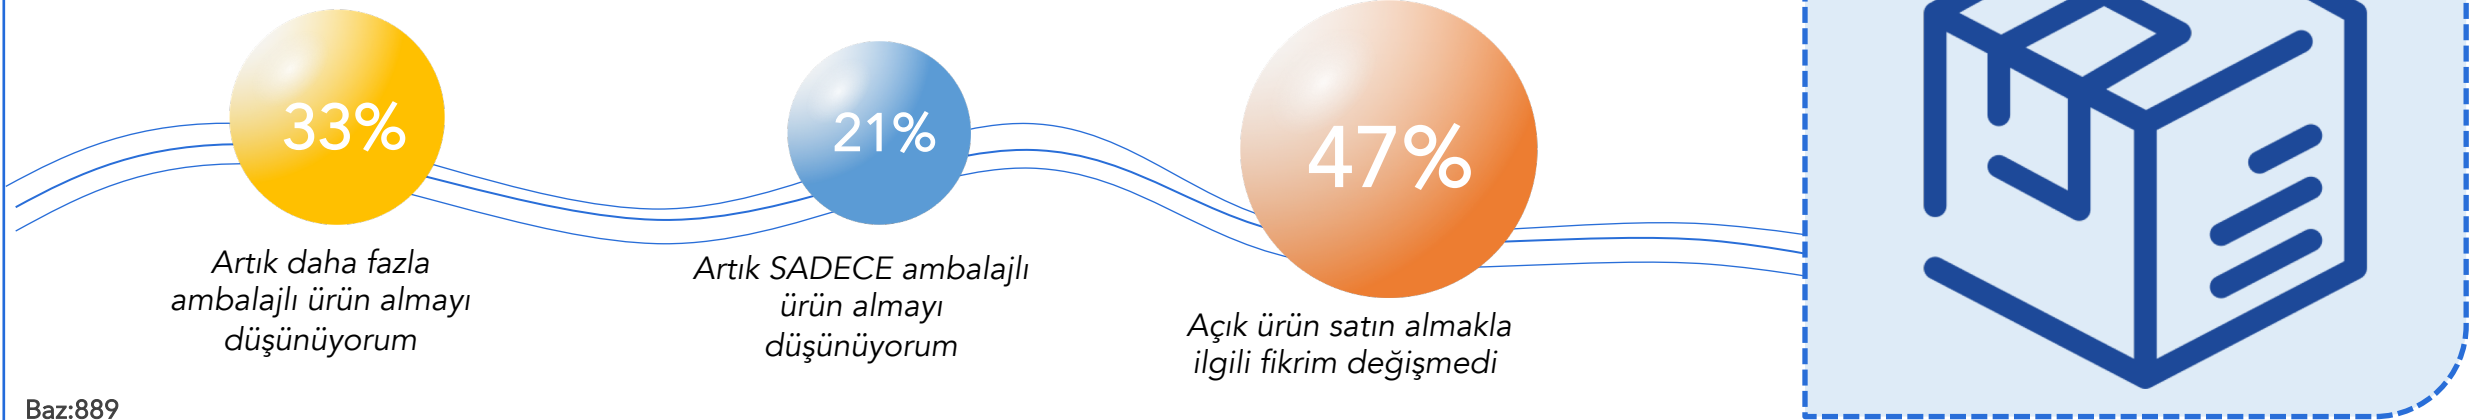 33%
Artık daha fazla
ambalajlı ürün almayı
düşünüyorum
21%
Artık SADECE ambalajlı
ürün almayı
düşünüyorum
47%
Açık ürün satın almakla
ilgili fikrim değişmedi
Baz:889